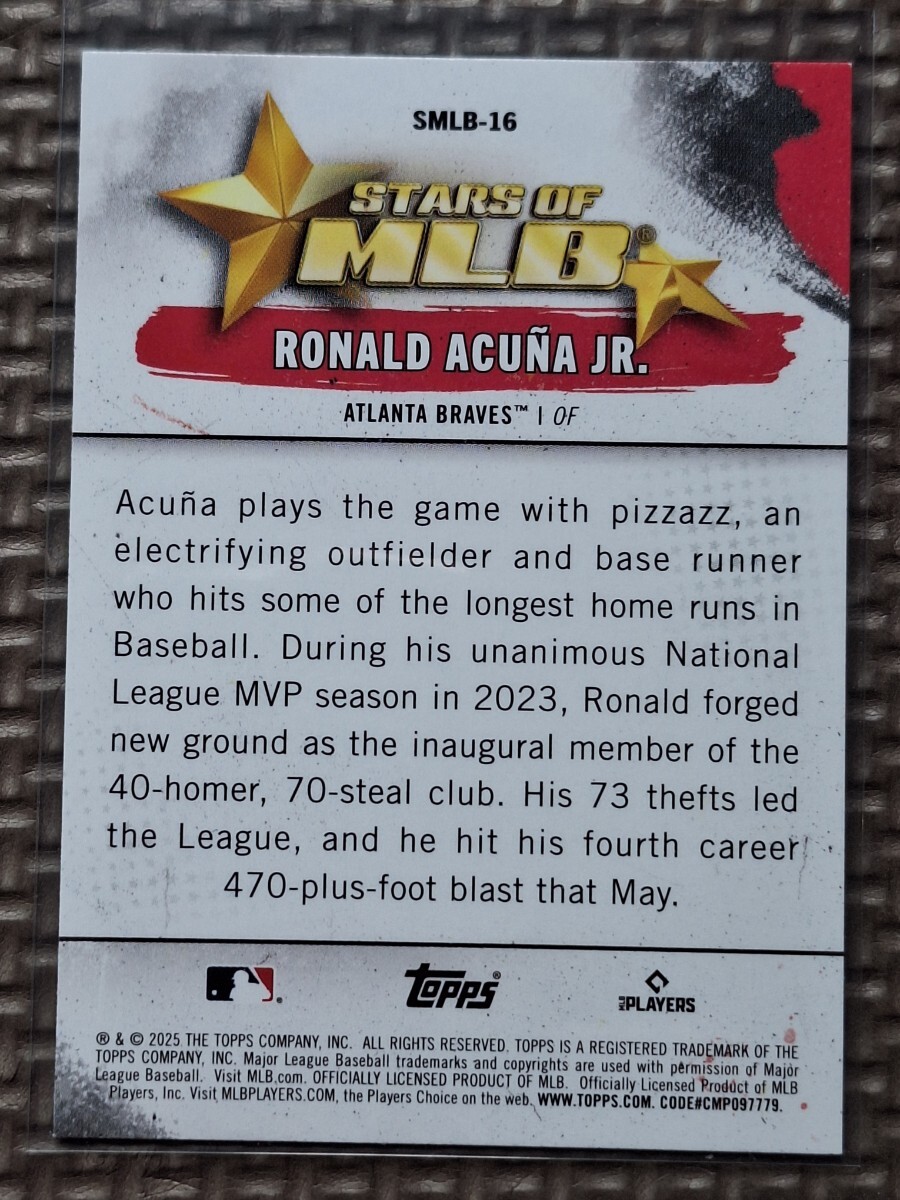 SMLB-16
STARS OF
MLB®
RONALD ACUÑA JR.
ATLANTA BRAVES™ | OF
Acuña plays the game with pizzazz, an
electrifying outfielder and base runner
who hits some of the longest home runs in
Baseball. During his unanimous National
League MVP season in 2023, Ronald forged
new ground as the inaugural member of the
40-homer, 70-steal club. His 73 thefts led
the League, and he hit his fourth career
470-plus-foot blast that May.
topps®
MLB PLAYERS
® & © 2025 THE TOPPS COMPANY, INC. ALL RIGHTS RESERVED. TOPPS IS A REGISTERED TRADEMARK OF THE
TOPPS COMPANY, INC. Major League Baseball trademarks and copyrights are used with permission of Major
League Baseball. Visit MLB.com. OFFICIALLY LICENSED PRODUCT OF MLB. Officially Licensed Product of MLB
Players, Inc. Visit MLBPLAYERS.COM, the Players Choice on the web. WWW.TOPPS.COM. CODE#CMP097779.